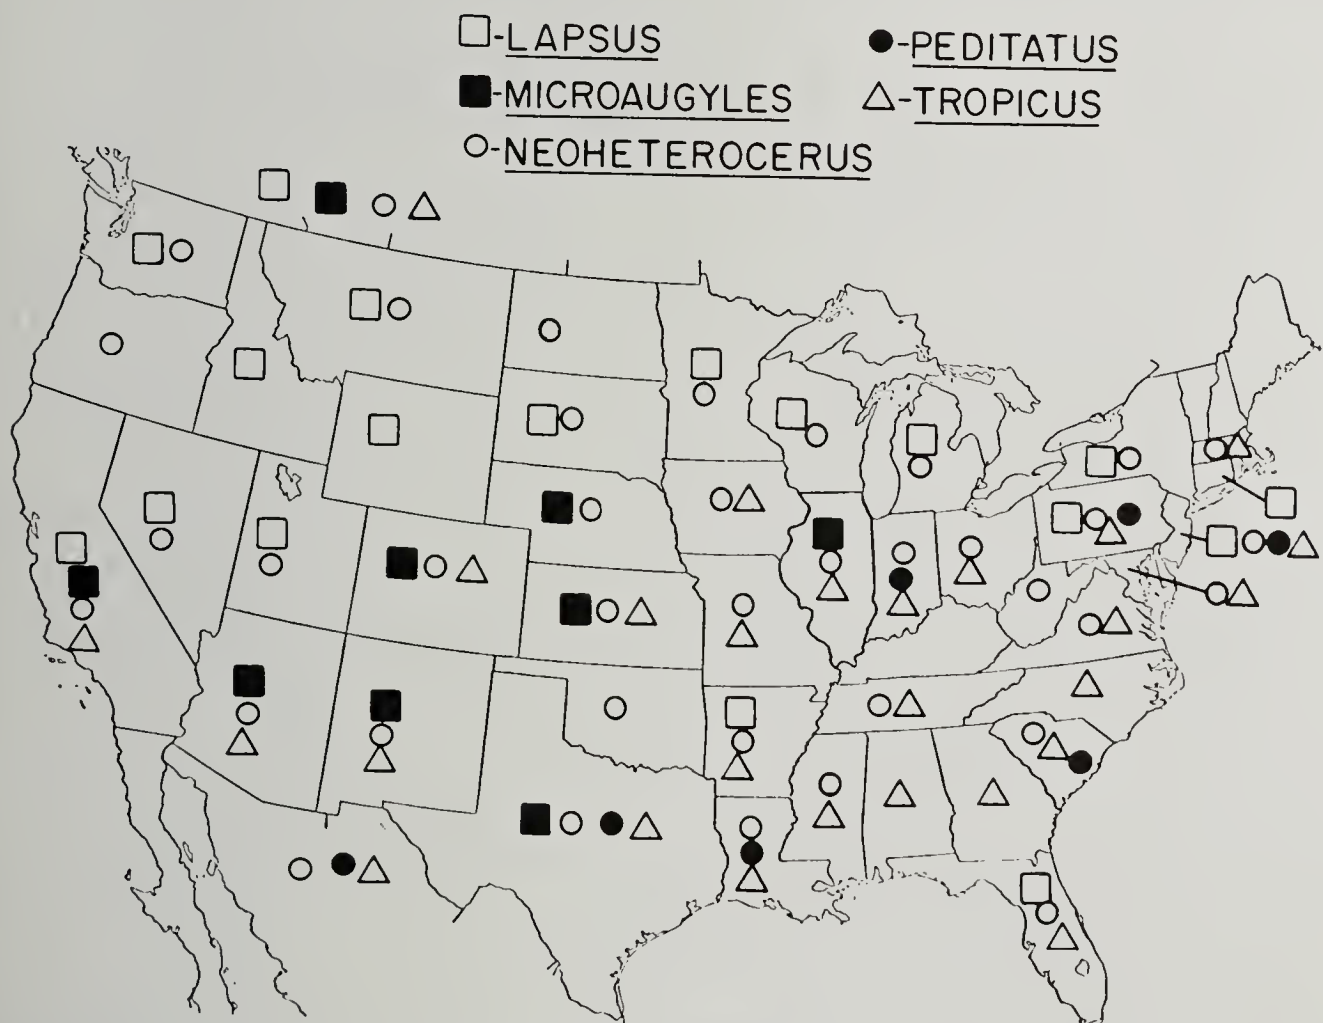 □-LAPSUS
■-MICROAUGYLES
○-NEOHETEROCERUS
●-PEDITATUS
△-TROPICUS